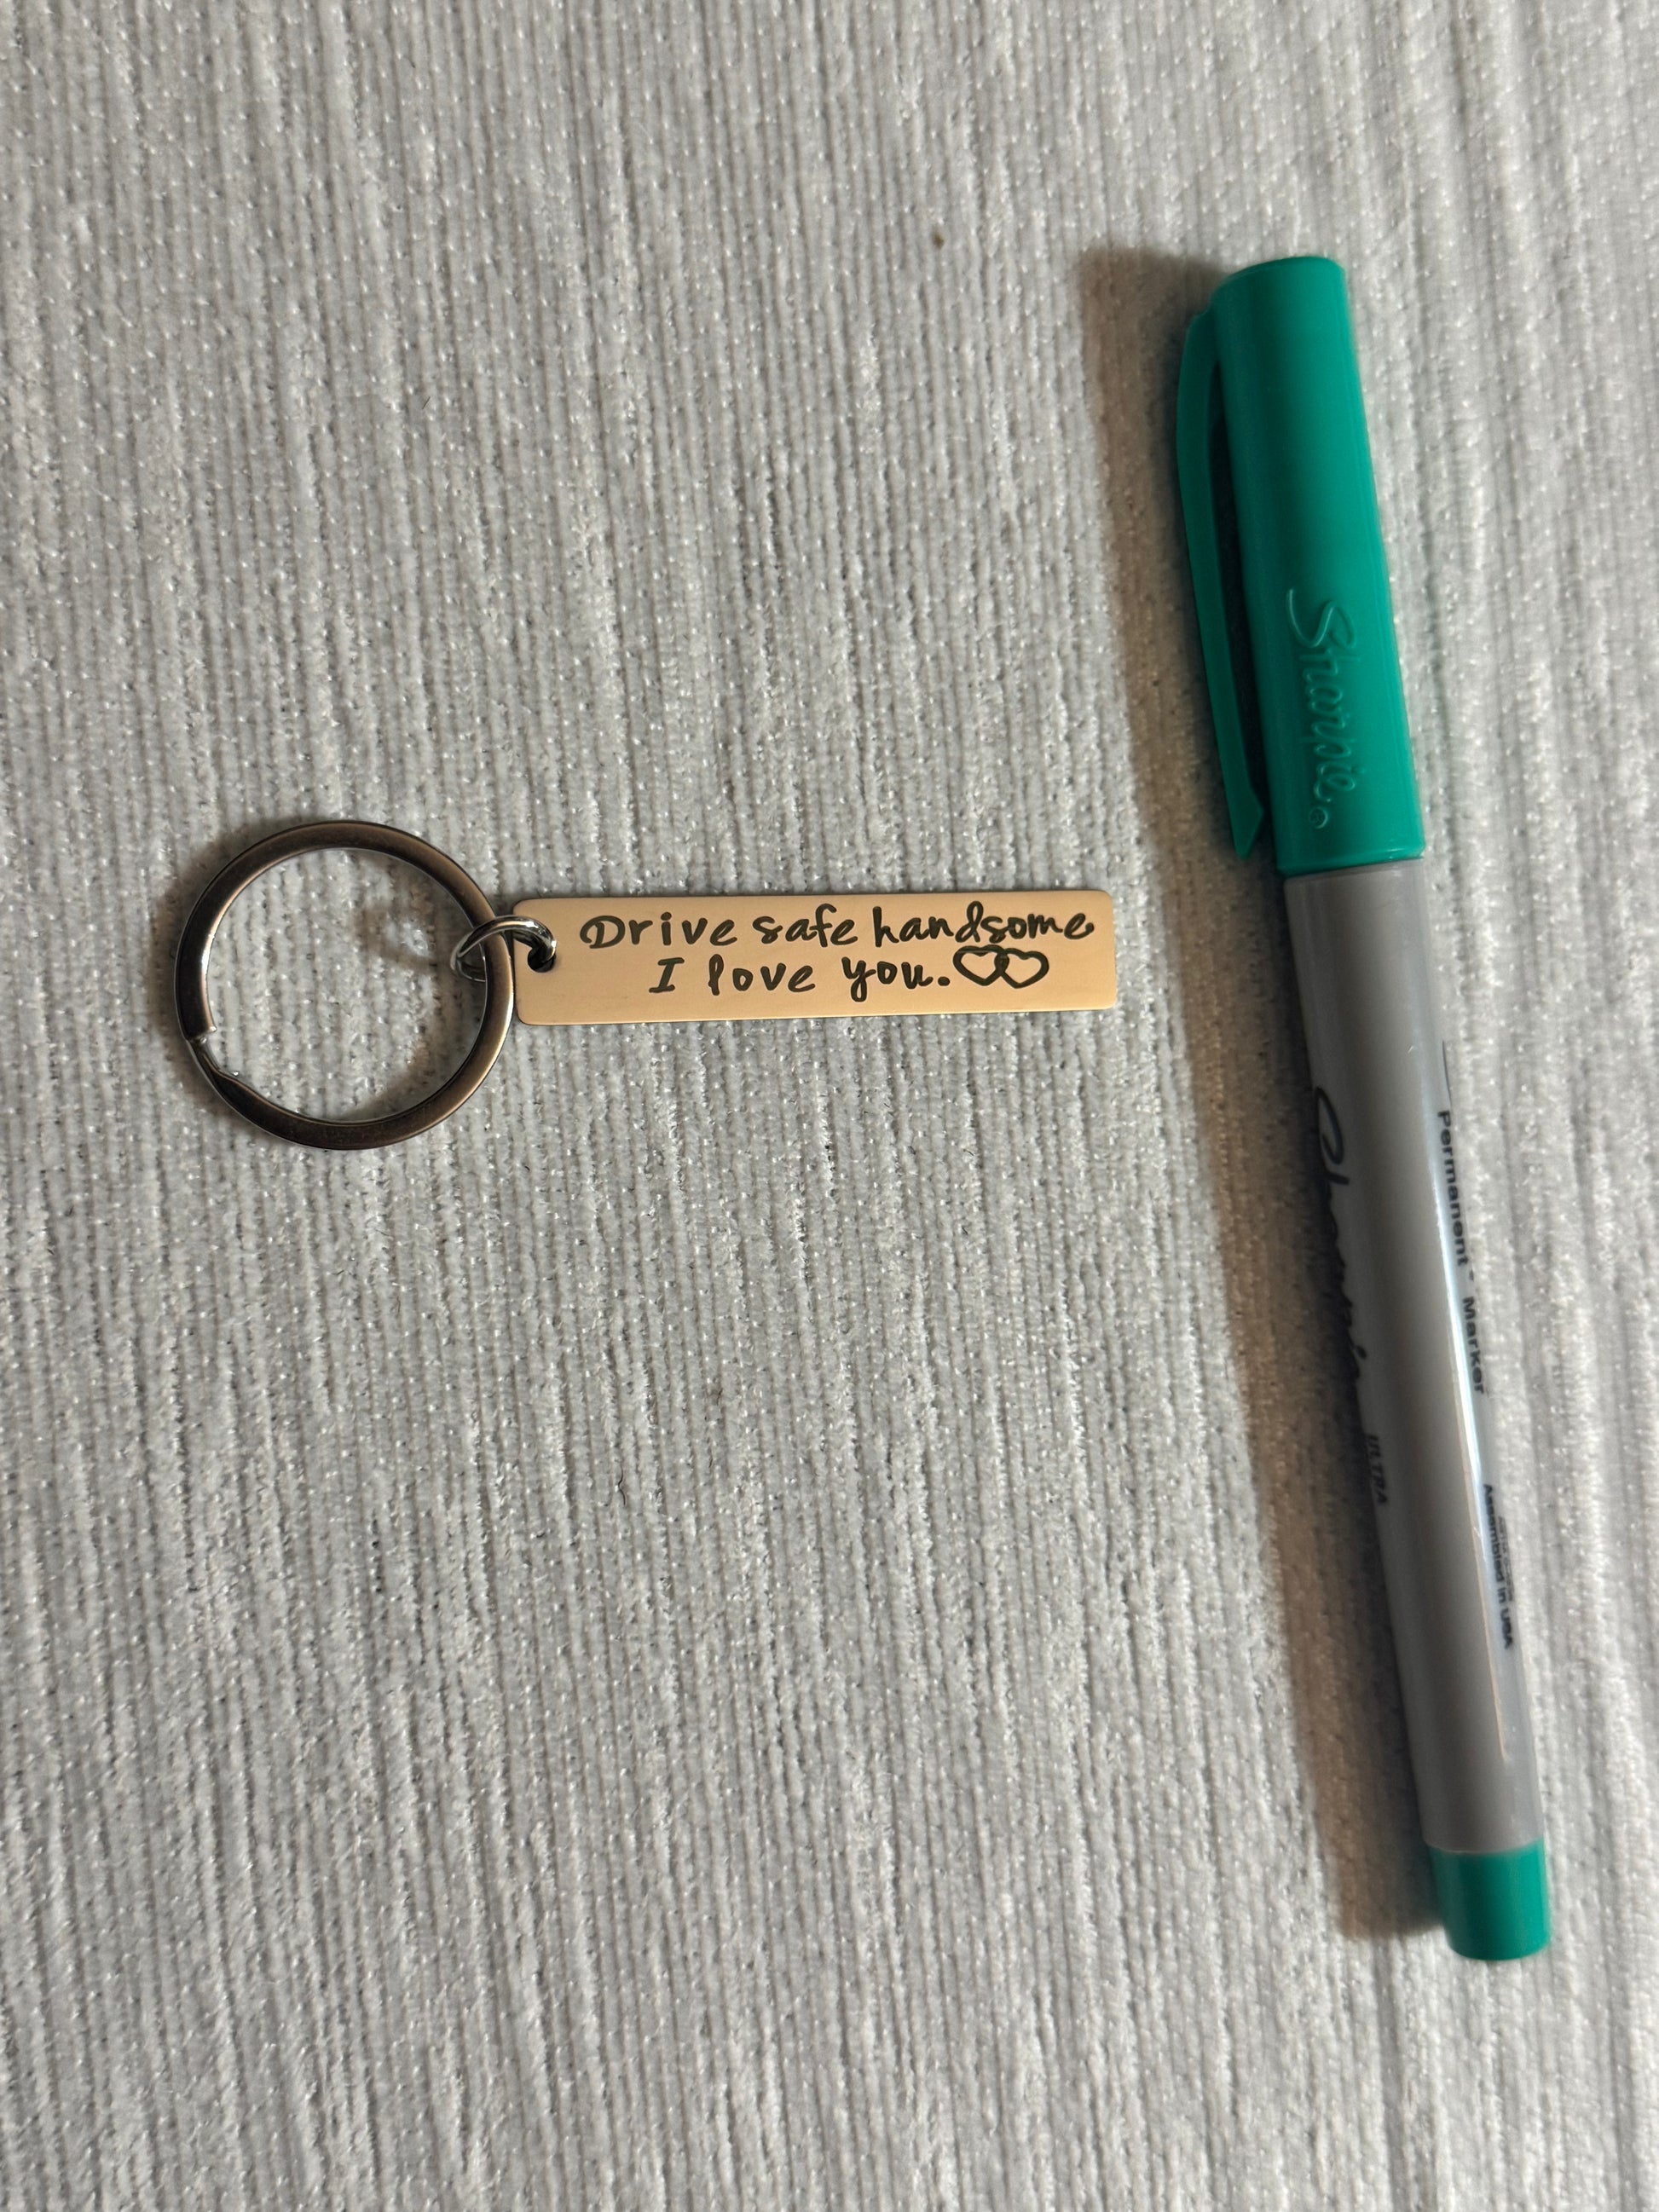 Drive safe handsome
I love you.
Sharpie®
Permanent Marker
ULTRA
Assembled in USA